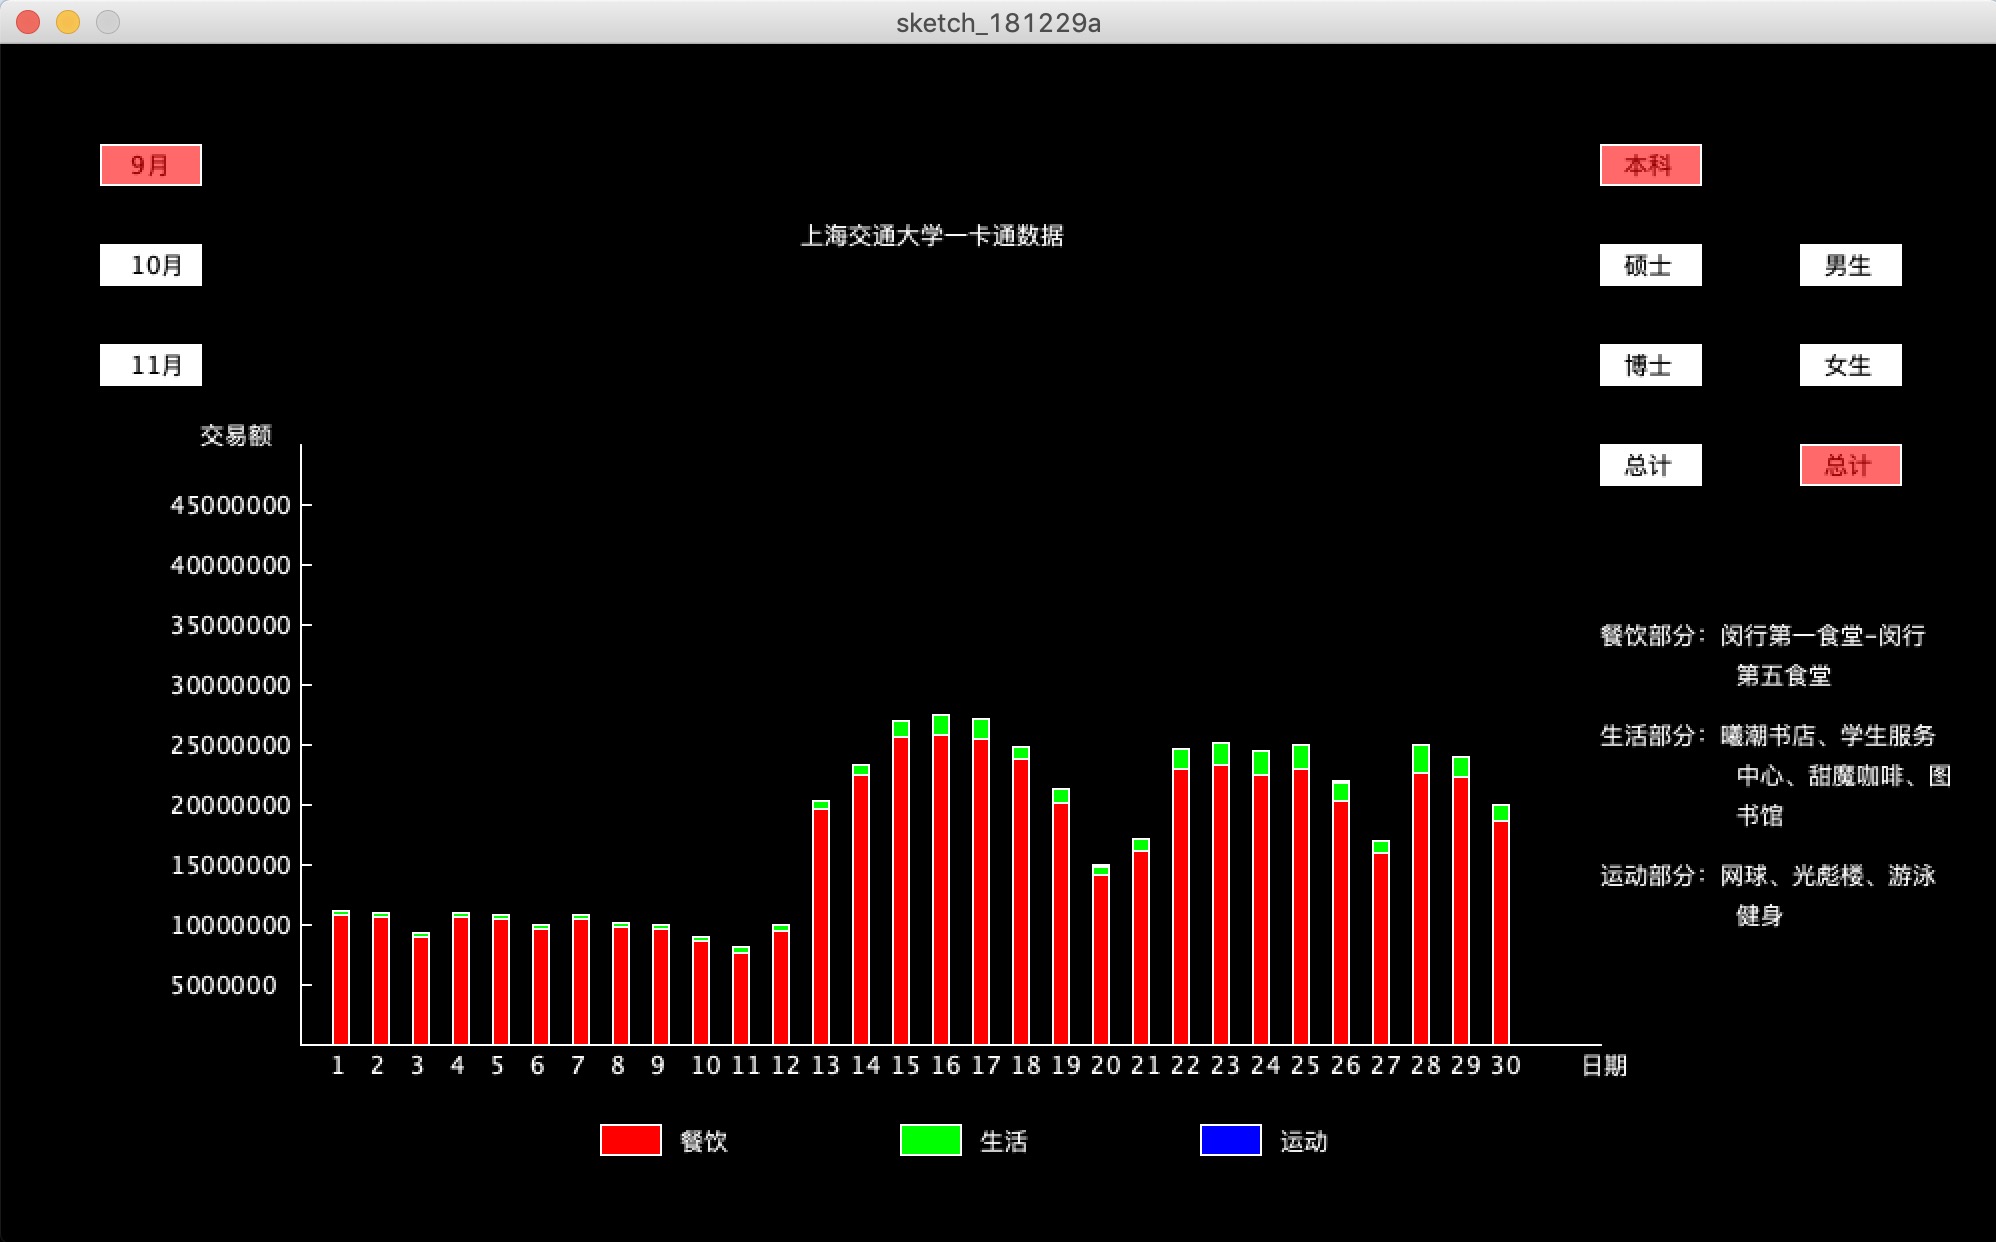 sketch_181229a
9月
本科
上海交通大学一卡通数据
10月
硕士
男生
11月
博士
女生
交易额
总计
总计
45000000
40000000
35000000
30000000
25000000
20000000
15000000
10000000
5000000
餐饮部分：闵行第一食堂-闵行
第五食堂
生活部分：曦潮书店、学生服务
中心、甜魔咖啡、图
书馆
运动部分：网球、光彪楼、游泳
健身
1 2 3 4 5 6 7 8 9 10 11 12 13 14 15 16 17 18 19 20 21 22 23 24 25 26 27 28 29 30 日期
餐饮 生活 运动